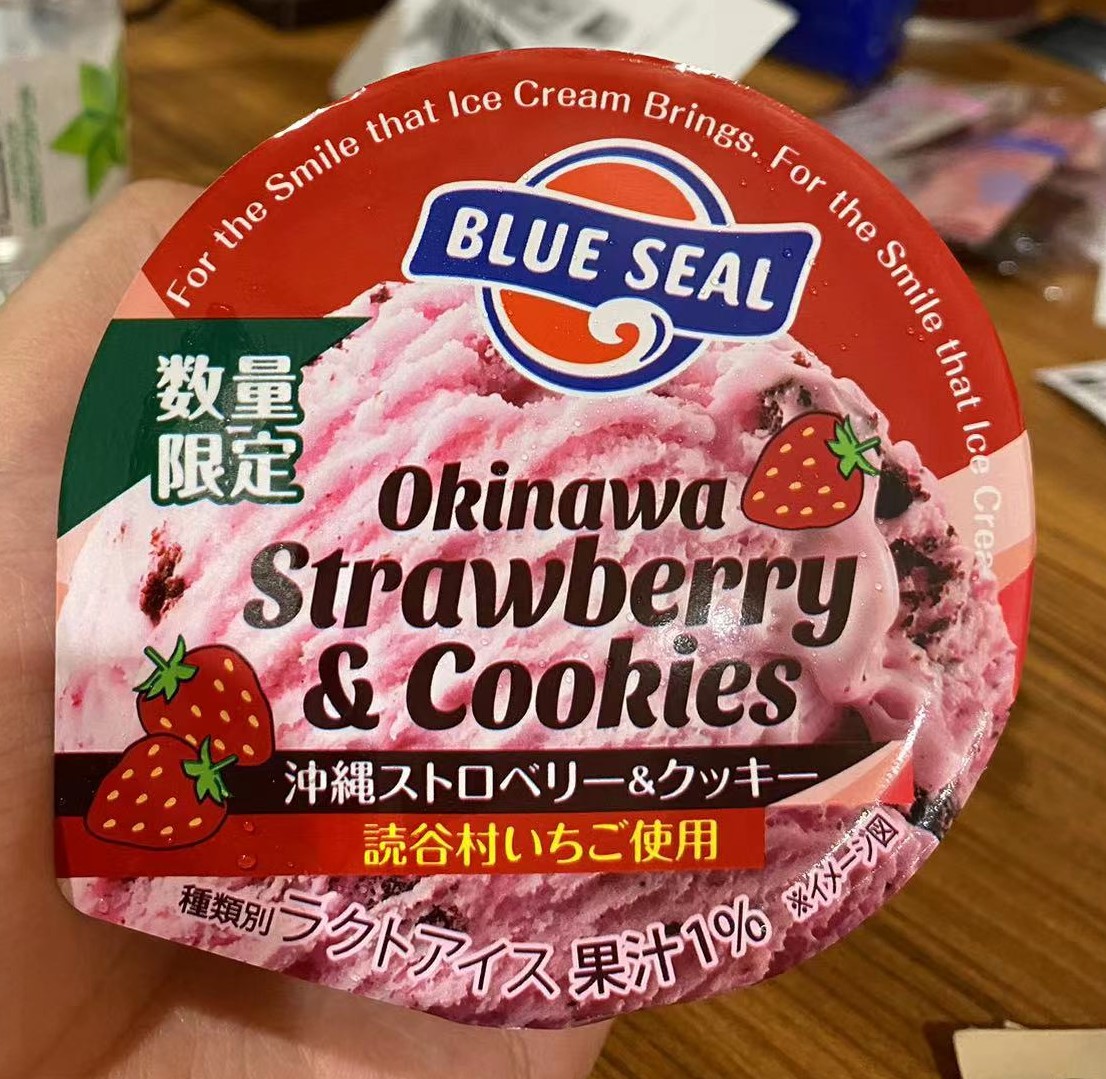 For the Smile that Ice Cream Brings. For the Smile that Ice Cream
BLUE SEAL
数量
限定
Okinawa
Strawberry
& Cookies
沖縄ストロベリー&クッキー
読谷村いちご使用
種類別 ラクトアイス 果汁1%
※イメージ図